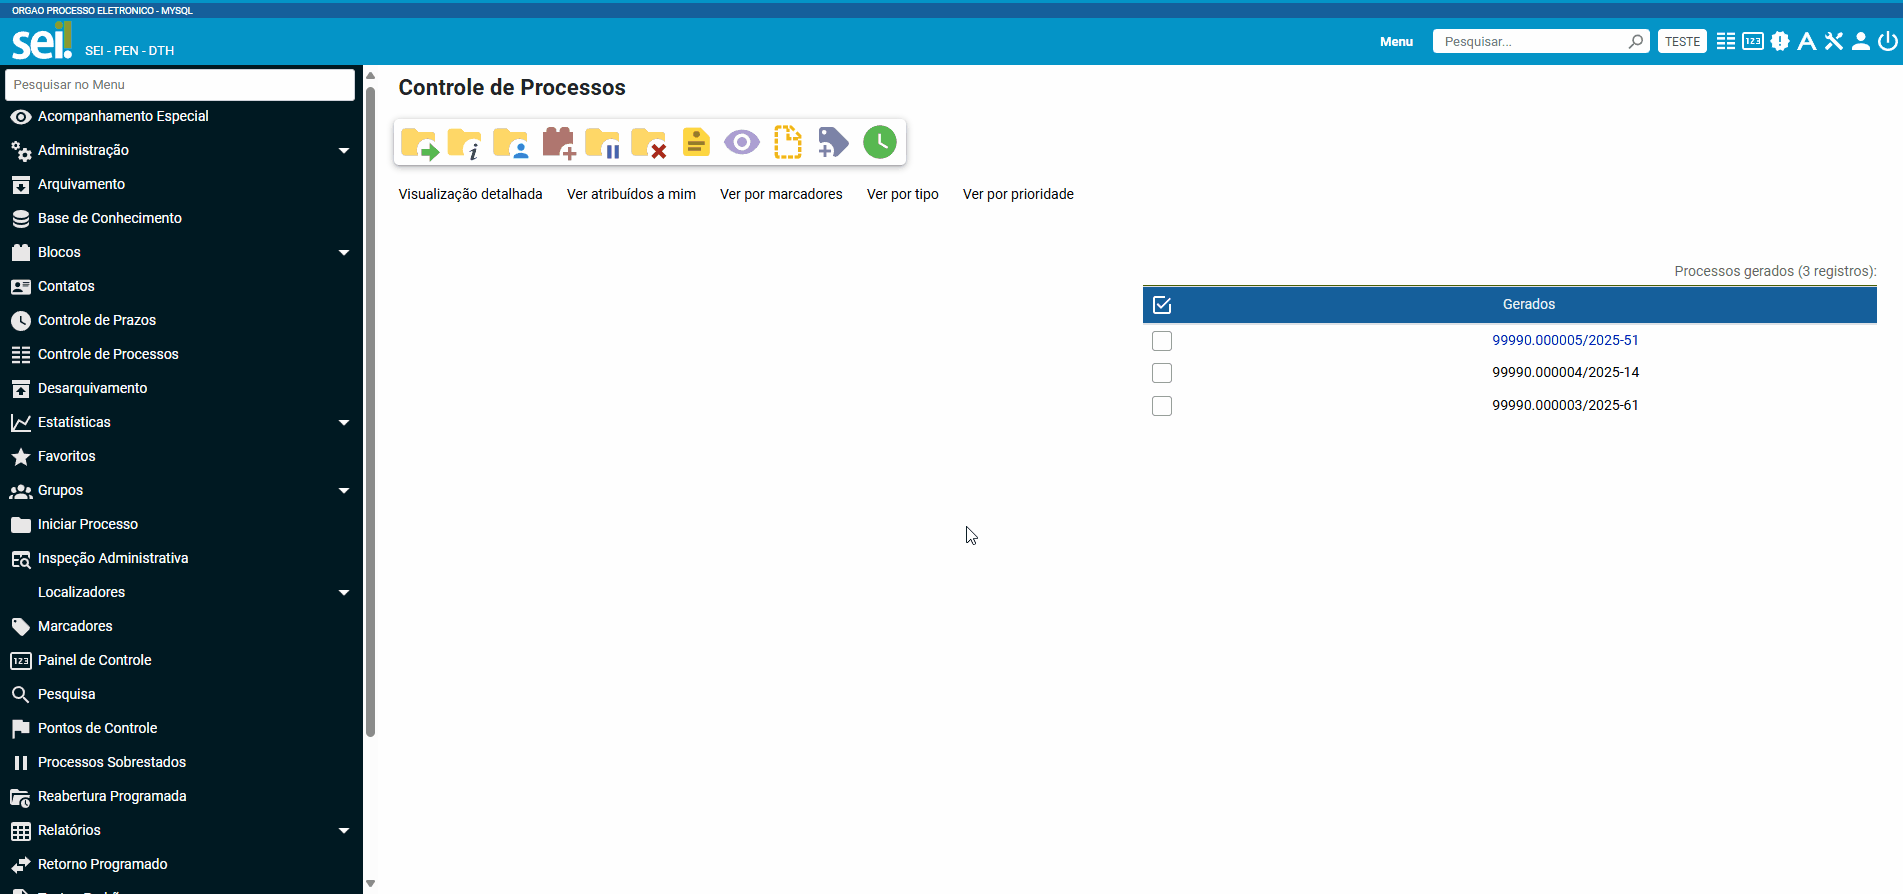 ORGAO PROCESSO ELETRONICO - MYSQL
sei!
SEI - PEN - DTH
Menu
Pesquisar...
TESTE
123
Pesquisar no Menu
Acompanhamento Especial
Administração
Arquivamento
Base de Conhecimento
Blocos
Contatos
Controle de Prazos
Controle de Processos
Desarquivamento
Estatísticas
Favoritos
Grupos
Iniciar Processo
Inspeção Administrativa
Localizadores
Marcadores
123
Painel de Controle
Pesquisa
Pontos de Controle
Processos Sobrestados
Reabertura Programada
Relatórios
Retorno Programado
Controle de Processos
Visualização detalhada
Ver atribuídos a mim
Ver por marcadores
Ver por tipo
Ver por prioridade
Processos gerados (3 registros):
Gerados
99990.000005/2025-51
99990.000004/2025-14
99990.000003/2025-61